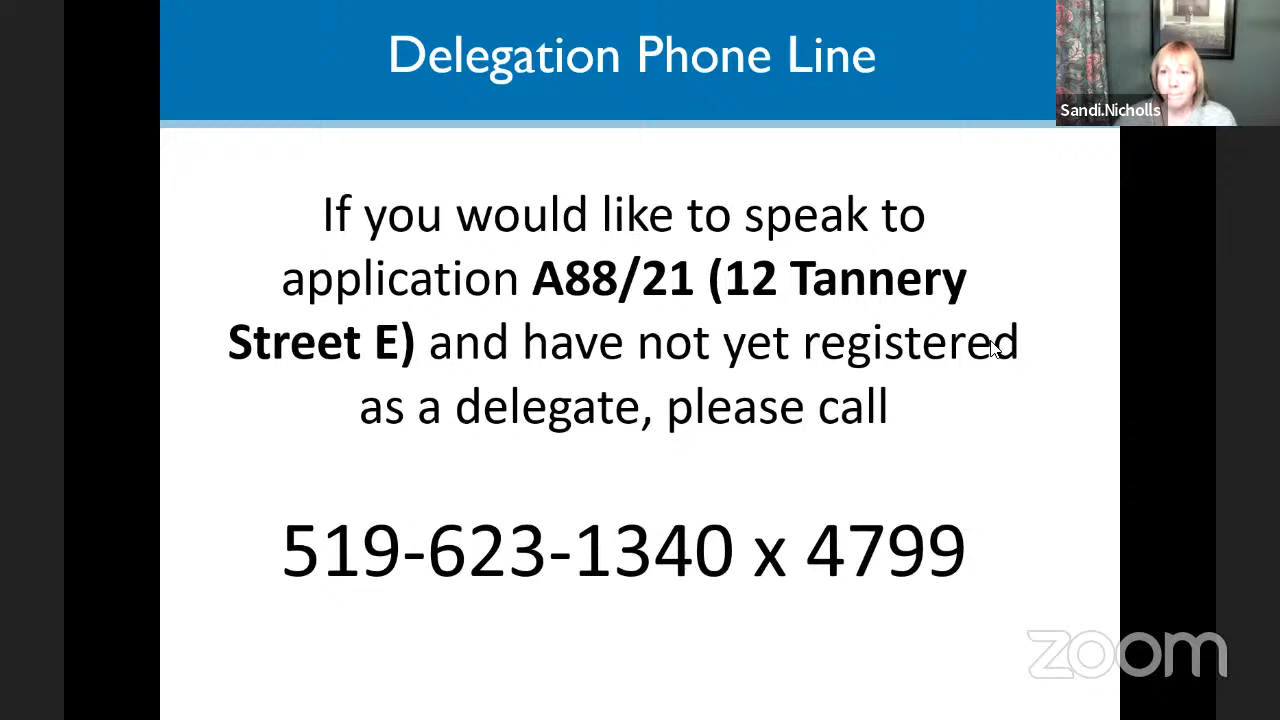 Delegation Phone Line
Sandi.Nicholls
If you would like to speak to
application A88/21 (12 Tannery
Street E) and have not yet registered
as a delegate, please call
519-623-1340 x 4799
zoom